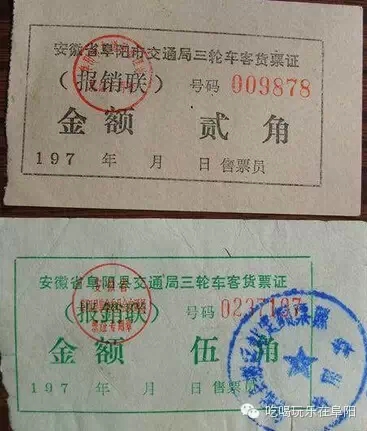 安徽省阜阳市交通局三轮车客货票证
（报销联） 号码 009878
金额 贰角
197 年 月 日 售票员
安徽省阜阳县交通局三轮车客货票证
（报銷联） 号码 0237167
金额 伍角
197 年 月 日 售票员
吃喝玩乐在阜阳